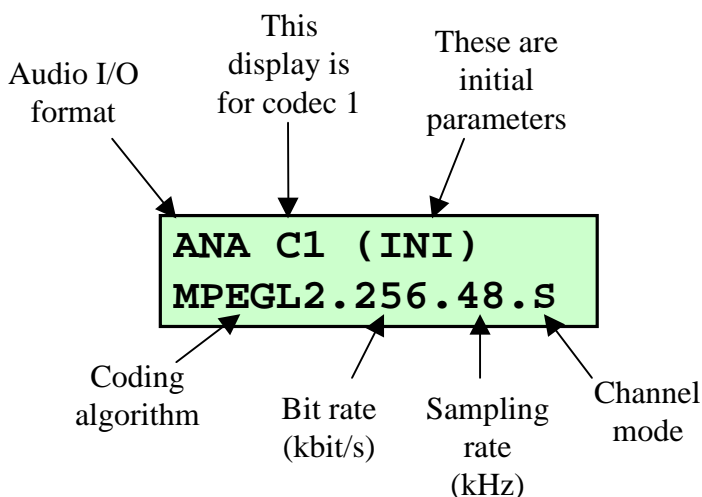 Audio I/O
format
This
display is
for codec 1
These are
initial
parameters
ANA C1 (INI)
MPEGL2.256.48.S
Coding
algorithm
Bit rate
(kbit/s)
Sampling
rate
(kHz)
Channel
mode